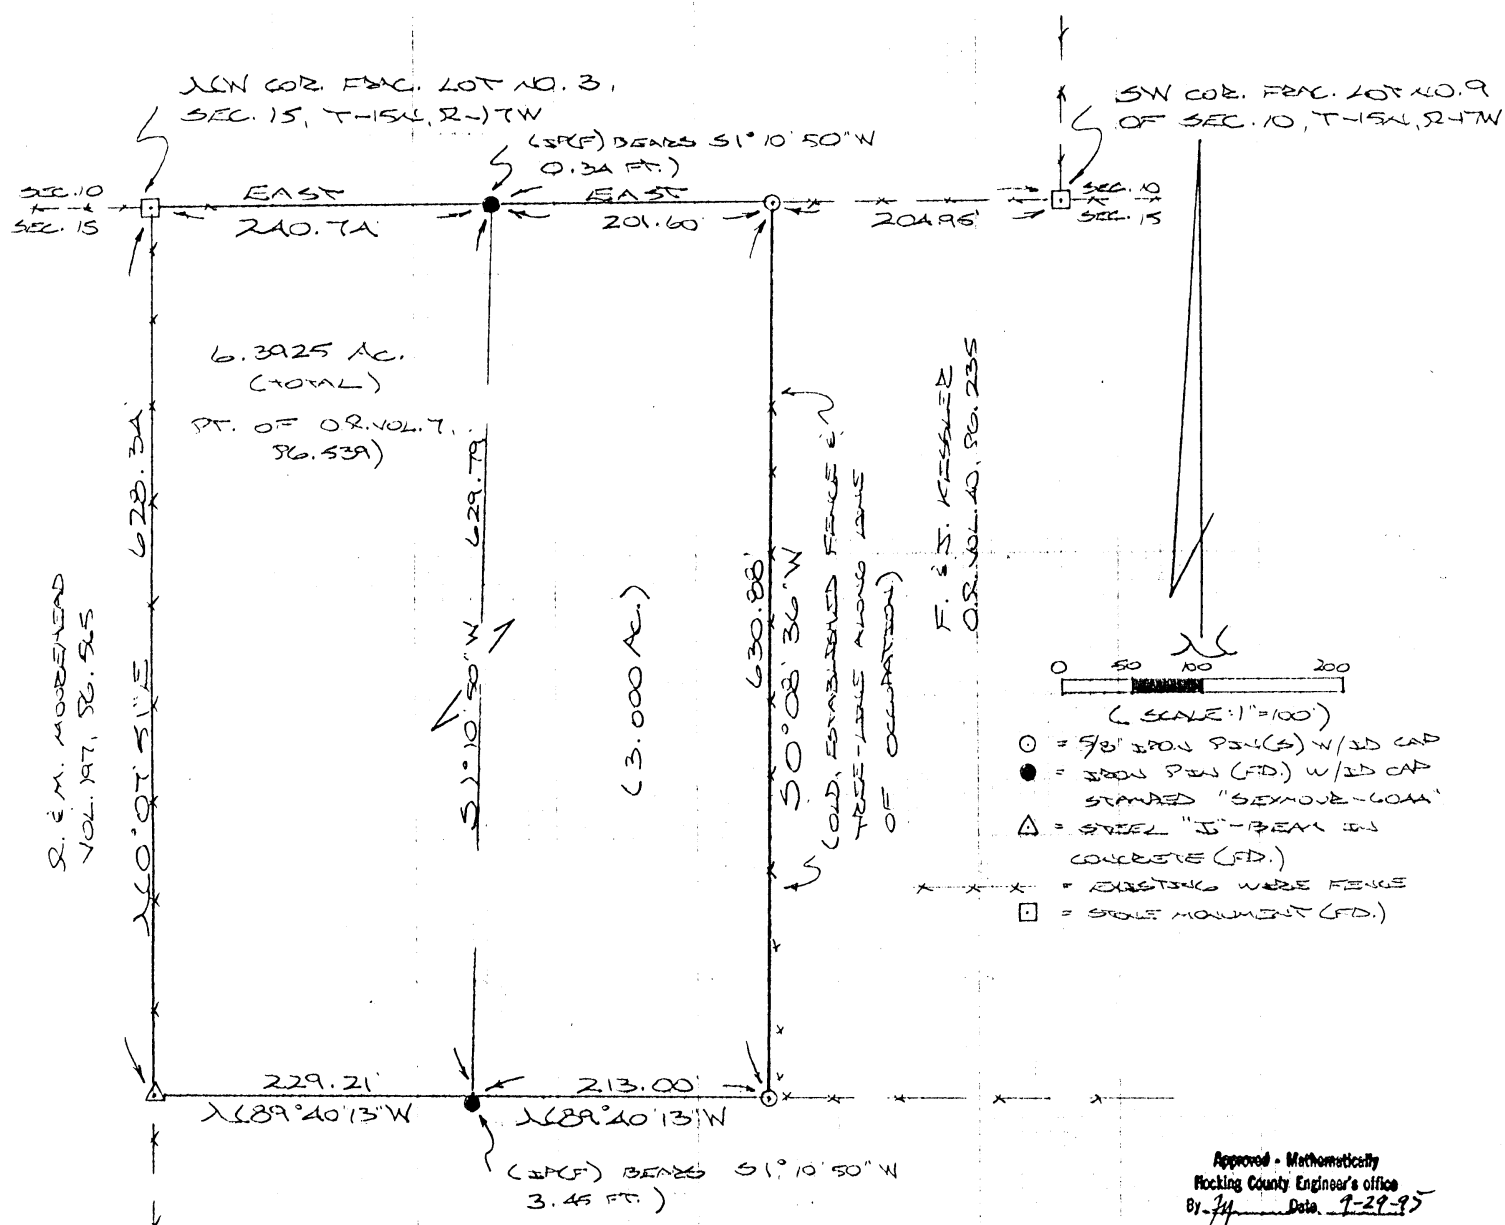 NW COR. FRAC. LOT NO. 3,
SEC. 15, T-15N, R-17W
SW COR. FRAC. LOT NO. 9
OF SEC. 10, T-15N, R-17W
(IP(F) BEARS S1°10'50"W
0.34 FT.)
SEC. 10
SEC. 15
EAST
240.74'
EAST
201.60'
204.95'
SEC. 10
SEC. 15
6.3925 AC.
(TOTAL)
PT. OF O.R. VOL. 7,
PG. 539)
R. & M. MOOREHEAD
VOL. 197, PG. 565
N0°07'51"E 628.34'
S1°10'50"W 629.79'
(3.000 AC.)
630.88'
S0°08'36"W
(OLD, ESTABLISHED FENCE &
TREE-LINE ALONG LINE
OF OCCUPATION)
F. & J. KESSLER
O.R. VOL. 40, PG. 235
N
0 50 100 200
(SCALE: 1"=100')
= 5/8" IRON PIN(S) W/ID CAP
= IRON PIN (FD.) W/ID CAP
STAMPED "SEYMOUR-6044"
= STEEL "I"-BEAM IN
CONCRETE (FD.)
= EXISTING WIRE FENCE
= STONE MONUMENT (FD.)
229.21'
N89°40'13"W
213.00'
N89°40'13"W
(IP(F) BEARS S1°10'50"W
3.45 FT.)
Approved - Mathematically
Hocking County Engineer's office
By Date 9-29-95